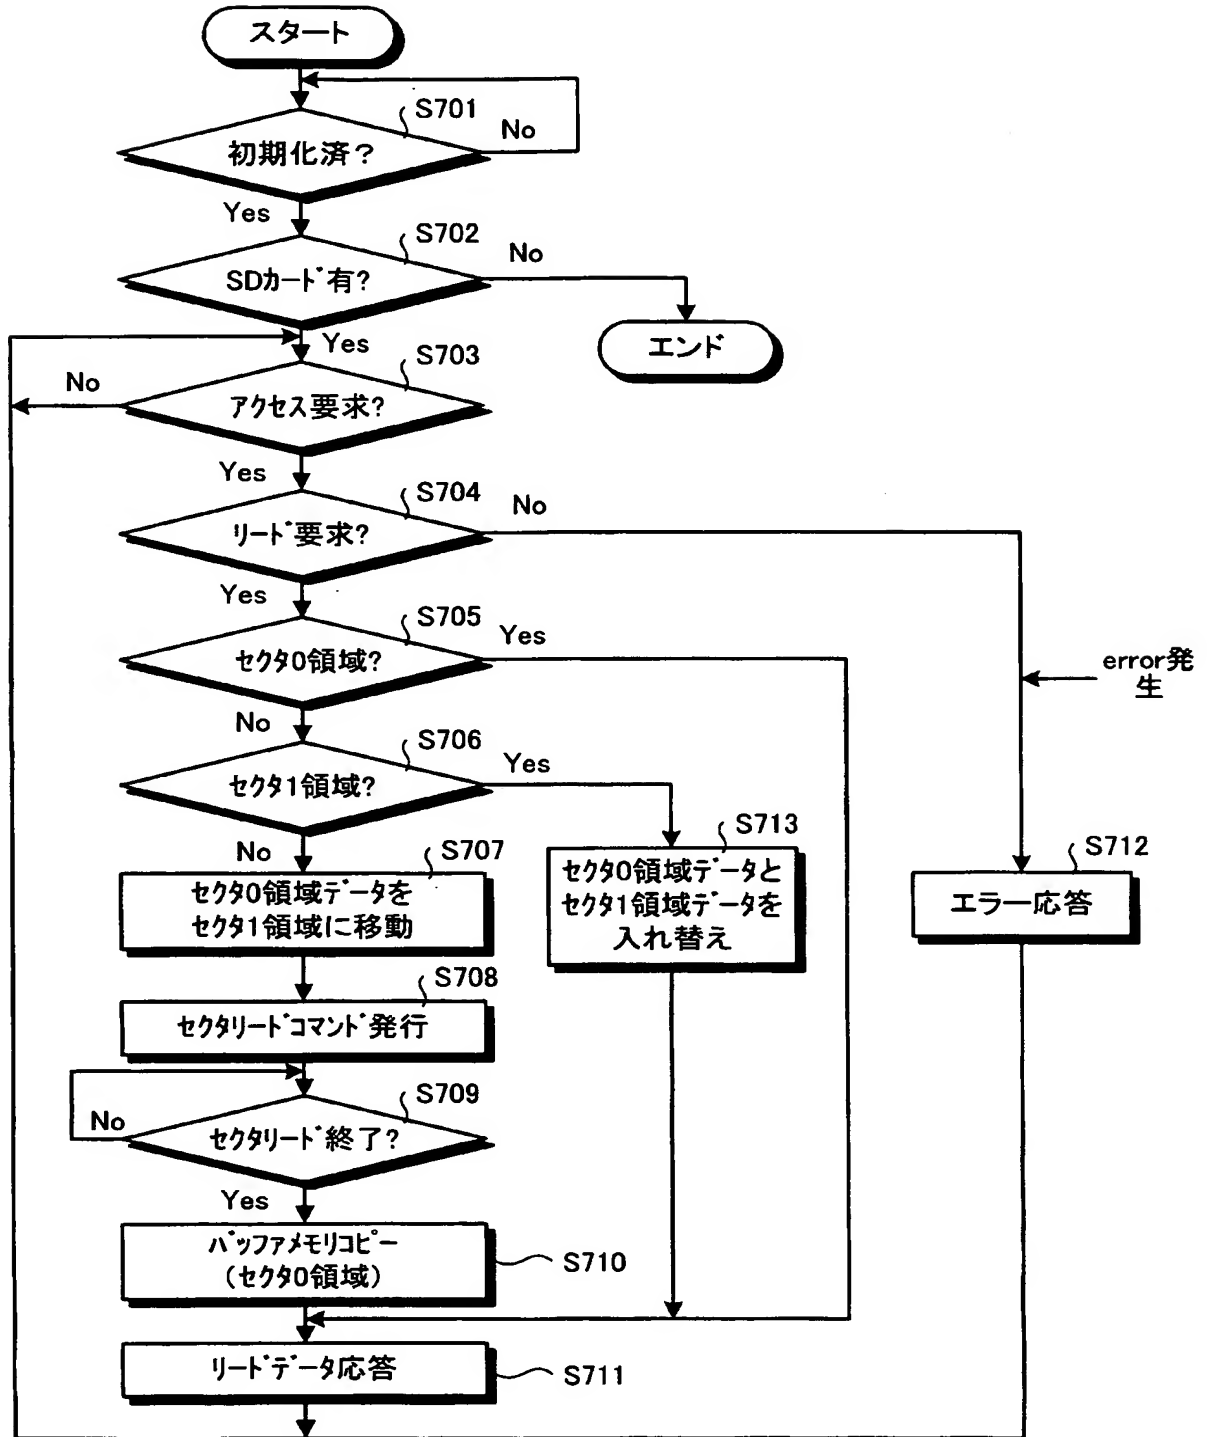 スタート
S701
初期化済?
No
Yes
S702
SDカード有?
No
エンド
Yes
S703
アクセス要求?
No
Yes
S704
リード要求?
No
Yes
S705
セクタ0領域?
Yes
error発
生
No
S706
セクタ1領域?
Yes
No
S707
セクタ0領域データを
セクタ1領域に移動
S713
セクタ0領域データと
セクタ1領域データを
入れ替え
S712
エラー応答
S708
セクタリードコマンド発行
S709
セクタリード終了?
No
Yes
バッファメモリコピー
(セクタ0領域)
S710
リードデータ応答
S711